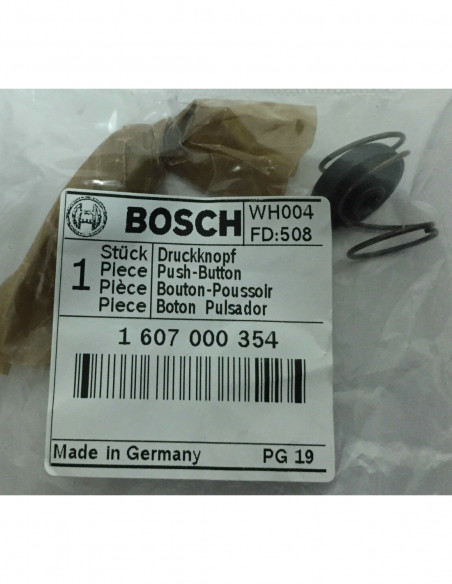 BOSCH WH004
FD:508
1 Stück Druckknopf
Piece Push-Button
Pièce Bouton-Poussoir
Piece Boton Pulsador
1 607 000 354
Made in Germany PG 19